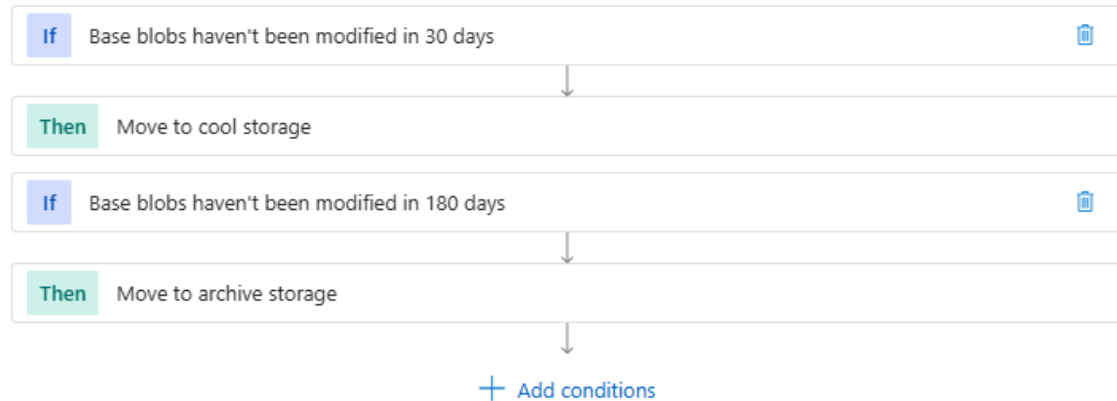 If Base blobs haven't been modified in 30 days
Then Move to cool storage
If Base blobs haven't been modified in 180 days
Then Move to archive storage
Add conditions